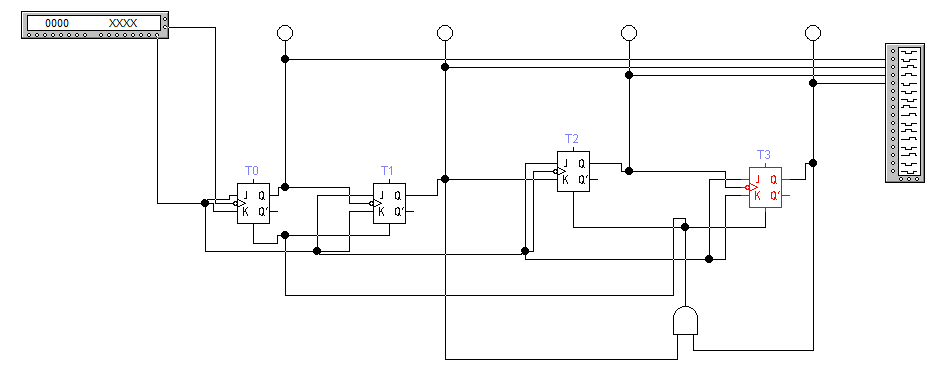 0000 XXXX
T2
T3
T0
T1
J Q
K Q'
J Q
K Q'
J Q
K Q'
J Q
K Q'